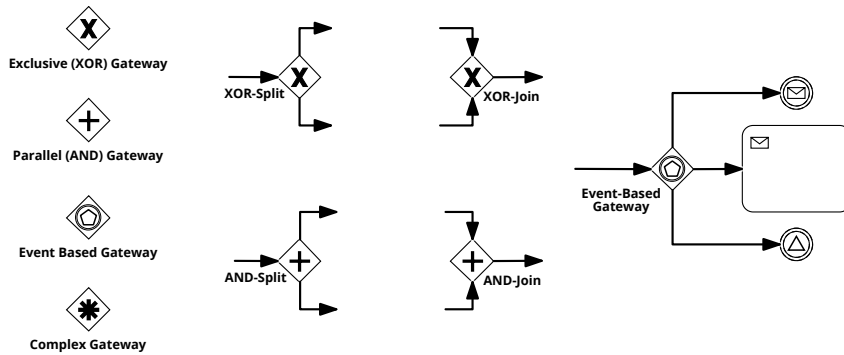 Exclusive (XOR) Gateway
XOR-Split
XOR-Join
Parallel (AND) Gateway
Event-Based
Gateway
Event Based Gateway
AND-Split
AND-Join
Complex Gateway